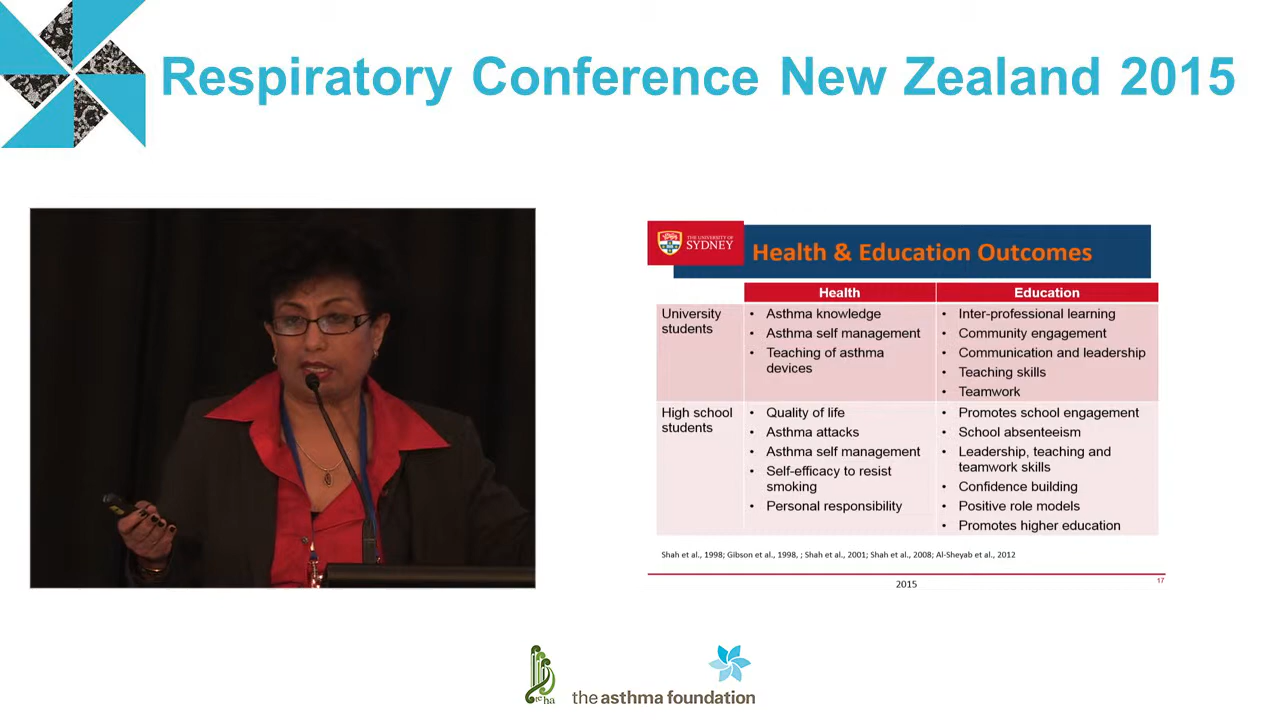 Respiratory Conference New Zealand 2015
THE UNIVERSITY OF
SYDNEY
Health & Education Outcomes
Health
Education
University
students
• Asthma knowledge
• Asthma self management
• Teaching of asthma
devices
• Inter-professional learning
• Community engagement
• Communication and leadership
• Teaching skills
• Teamwork
High school
students
• Quality of life
• Asthma attacks
• Asthma self management
• Self-efficacy to resist
smoking
• Personal responsibility
• Promotes school engagement
• School absenteeism
• Leadership, teaching and
teamwork skills
• Confidence building
• Positive role models
• Promotes higher education
Shah et al., 1998; Gibson et al., 1998, ; Shah et al., 2001; Shah et al., 2008; Al-Sheyab et al., 2012
2015
17
te ha
the asthma foundation